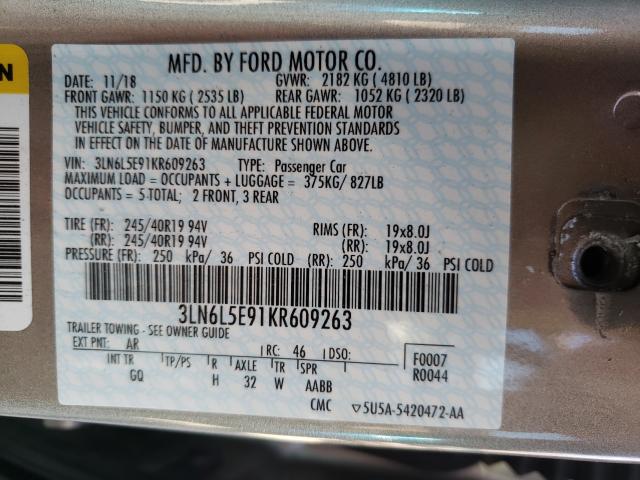 N
MFD. BY FORD MOTOR CO.
DATE: 11/18 GVWR: 2182 KG ( 4810 LB)
FRONT GAWR: 1150 KG ( 2535 LB) REAR GAWR: 1052 KG ( 2320 LB)
THIS VEHICLE CONFORMS TO ALL APPLICABLE FEDERAL MOTOR
VEHICLE SAFETY, BUMPER, AND THEFT PREVENTION STANDARDS
IN EFFECT ON THE DATE OF MANUFACTURE SHOWN ABOVE.
VIN: 3LN6L5E91KR609263 TYPE: Passenger Car
MAXIMUM LOAD = OCCUPANTS + LUGGAGE = 375KG/ 827LB
OCCUPANTS = 5 TOTAL; 2 FRONT, 3 REAR
TIRE (FR): 245/40R19 94V RIMS (FR): 19x8.0J
(RR): 245/40R19 94V (RR): 19x8.0J
PRESSURE (FR): 250 kPa/ 36 PSI COLD (RR): 250 kPa/ 36 PSI COLD
3LN6L5E91KR609263
TRAILER TOWING - SEE OWNER GUIDE
EXT PNT: AR RC: 46 DSO: F0007
INT TR TP/PS R AXLE TR SPR R0044
GQ H 32 W AABB
CMC ▽5U5A-5420472-AA